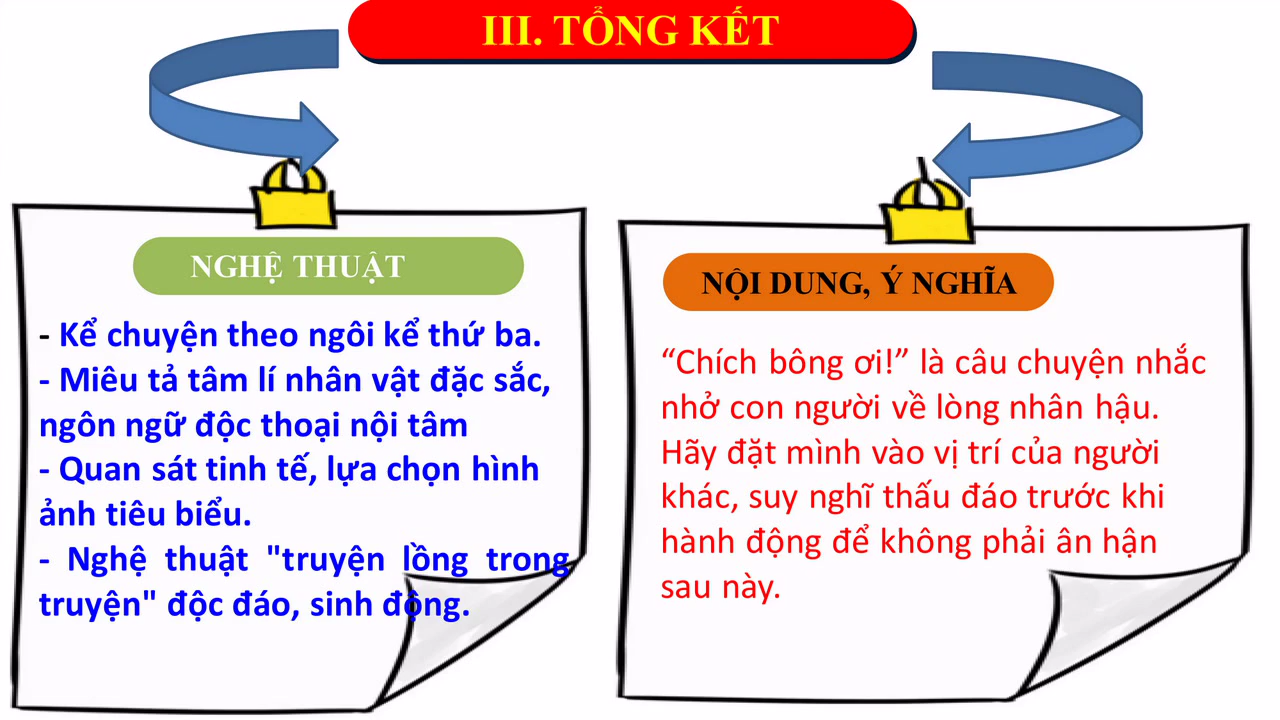 III. TỔNG KẾT
NGHỆ THUẬT
- Kể chuyện theo ngôi kể thứ ba.
- Miêu tả tâm lí nhân vật đặc sắc,
ngôn ngữ độc thoại nội tâm
- Quan sát tinh tế, lựa chọn hình
ảnh tiêu biểu.
- Nghệ thuật "truyện lồng trong
truyện" độc đáo, sinh động.
NỘI DUNG, Ý NGHĨA
“Chích bông ơi!” là câu chuyện nhắc
nhở con người về lòng nhân hậu.
Hãy đặt mình vào vị trí của người
khác, suy nghĩ thấu đáo trước khi
hành động để không phải ân hận
sau này.